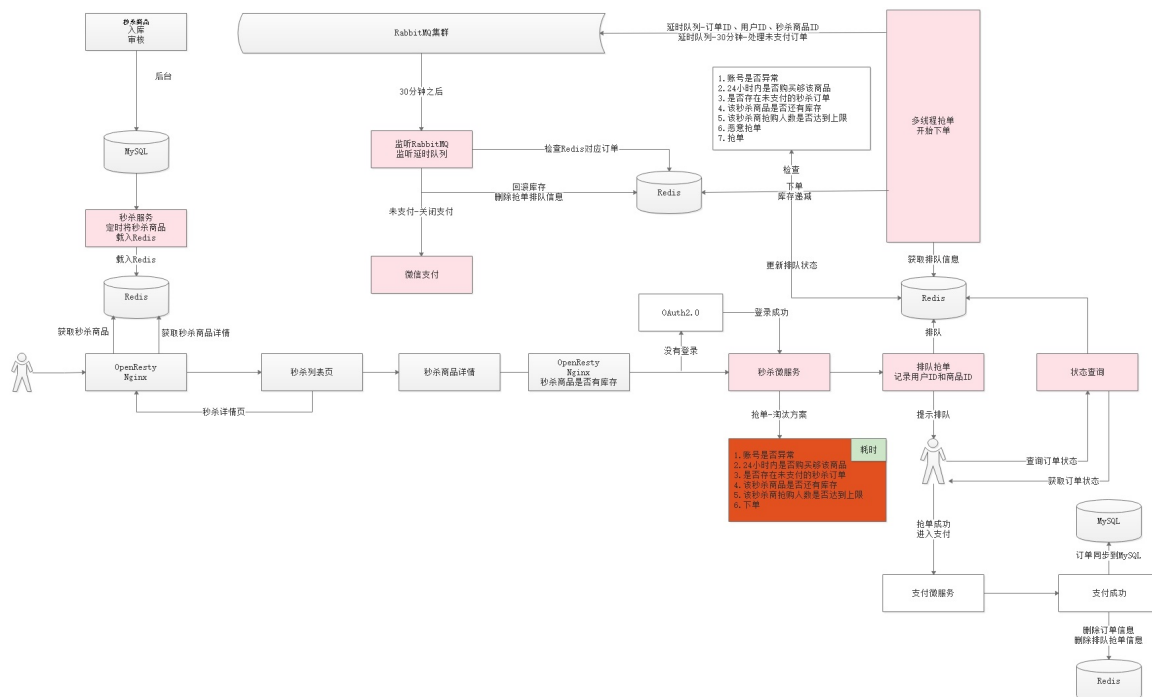 秒杀商品
入库
审核
后台
MySQL
秒杀服务
定时将秒杀商品
载入Redis
载入Redis
Redis
获取秒杀商品
获取秒杀商品详情
OpenResty
Nginx
秒杀列表页
秒杀详情页
秒杀商品详情
OpenResty
Nginx
秒杀商品是否有库存
RabbitMQ集群
延时队列-订单ID、用户ID、秒杀商品ID
延时队列-30分钟-处理未支付订单
30分钟之后
监听RabbitMQ
监听延时队列
检查Redis对应订单
回滚库存
删除抢单排队信息
Redis
未支付-关闭支付
微信支付
1.账号是否异常
2.24小时内是否购买够该商品
3.是否存在未支付的秒杀订单
4.该秒杀商品是否还有库存
5.该秒杀商抢购人数是否达到上限
6.恶意抢单
7.抢单
检查
下单
库存递减
多线程抢单
开始下单
更新排队状态
获取排队信息
Redis
OAuth2.0
登录成功
没有登录
排队
秒杀微服务
排队抢单
记录用户ID和商品ID
状态查询
抢单-淘汰方案
提示排队
耗时
1.账号是否异常
2.24小时内是否购买够该商品
3.是否存在未支付的秒杀订单
4.该秒杀商品是否还有库存
5.该秒杀商抢购人数是否达到上限
6.下单
查询订单状态
获取订单状态
抢单成功
进入支付
MySQL
订单同步到MySQL
支付微服务
支付成功
删除订单信息
删除排队抢单信息
Redis